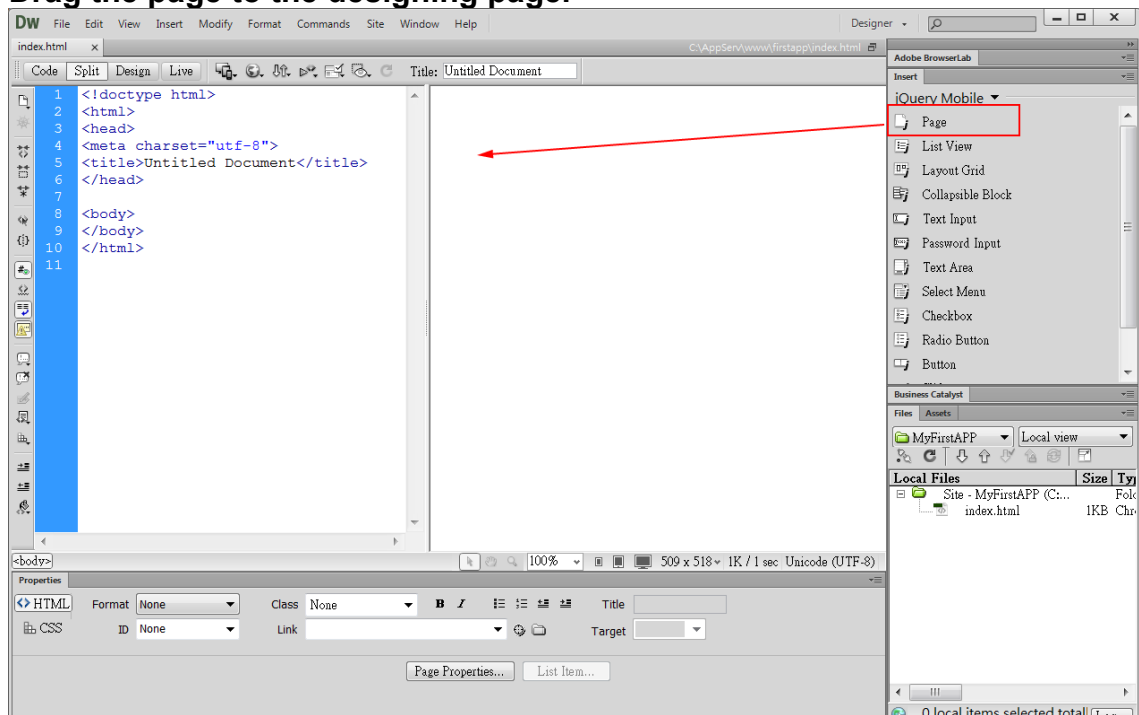 Drag the page to the designing page.
DW File Edit View Insert Modify Format Commands Site Window Help Designer
index.html × C:\AppServ\www\firstapp\index.html
Adobe BrowserLab
Code Split Design Live Title: Untitled Document
Insert
jQuery Mobile
Page
List View
Layout Grid
Collapsible Block
Text Input
Password Input
Text Area
Select Menu
Checkbox
Radio Button
Button
1 <!doctype html>
2 <html>
3 <head>
4 <meta charset="utf-8">
5 <title>Untitled Document</title>
6 </head>
7
8 <body>
9 </body>
10 </html>
11
Business Catalyst
Files Assets
MyFirstAPP Local view
Local Files Size Typ
Site - MyFirstAPP (C:... Fold
index.html 1KB Chr
<body> 100% 509 x 518 1K / 1 sec Unicode (UTF-8)
Properties
<> HTML Format None Class None B I Title
CSS ID None Link Target
Page Properties... List Item...
0 local items selected total